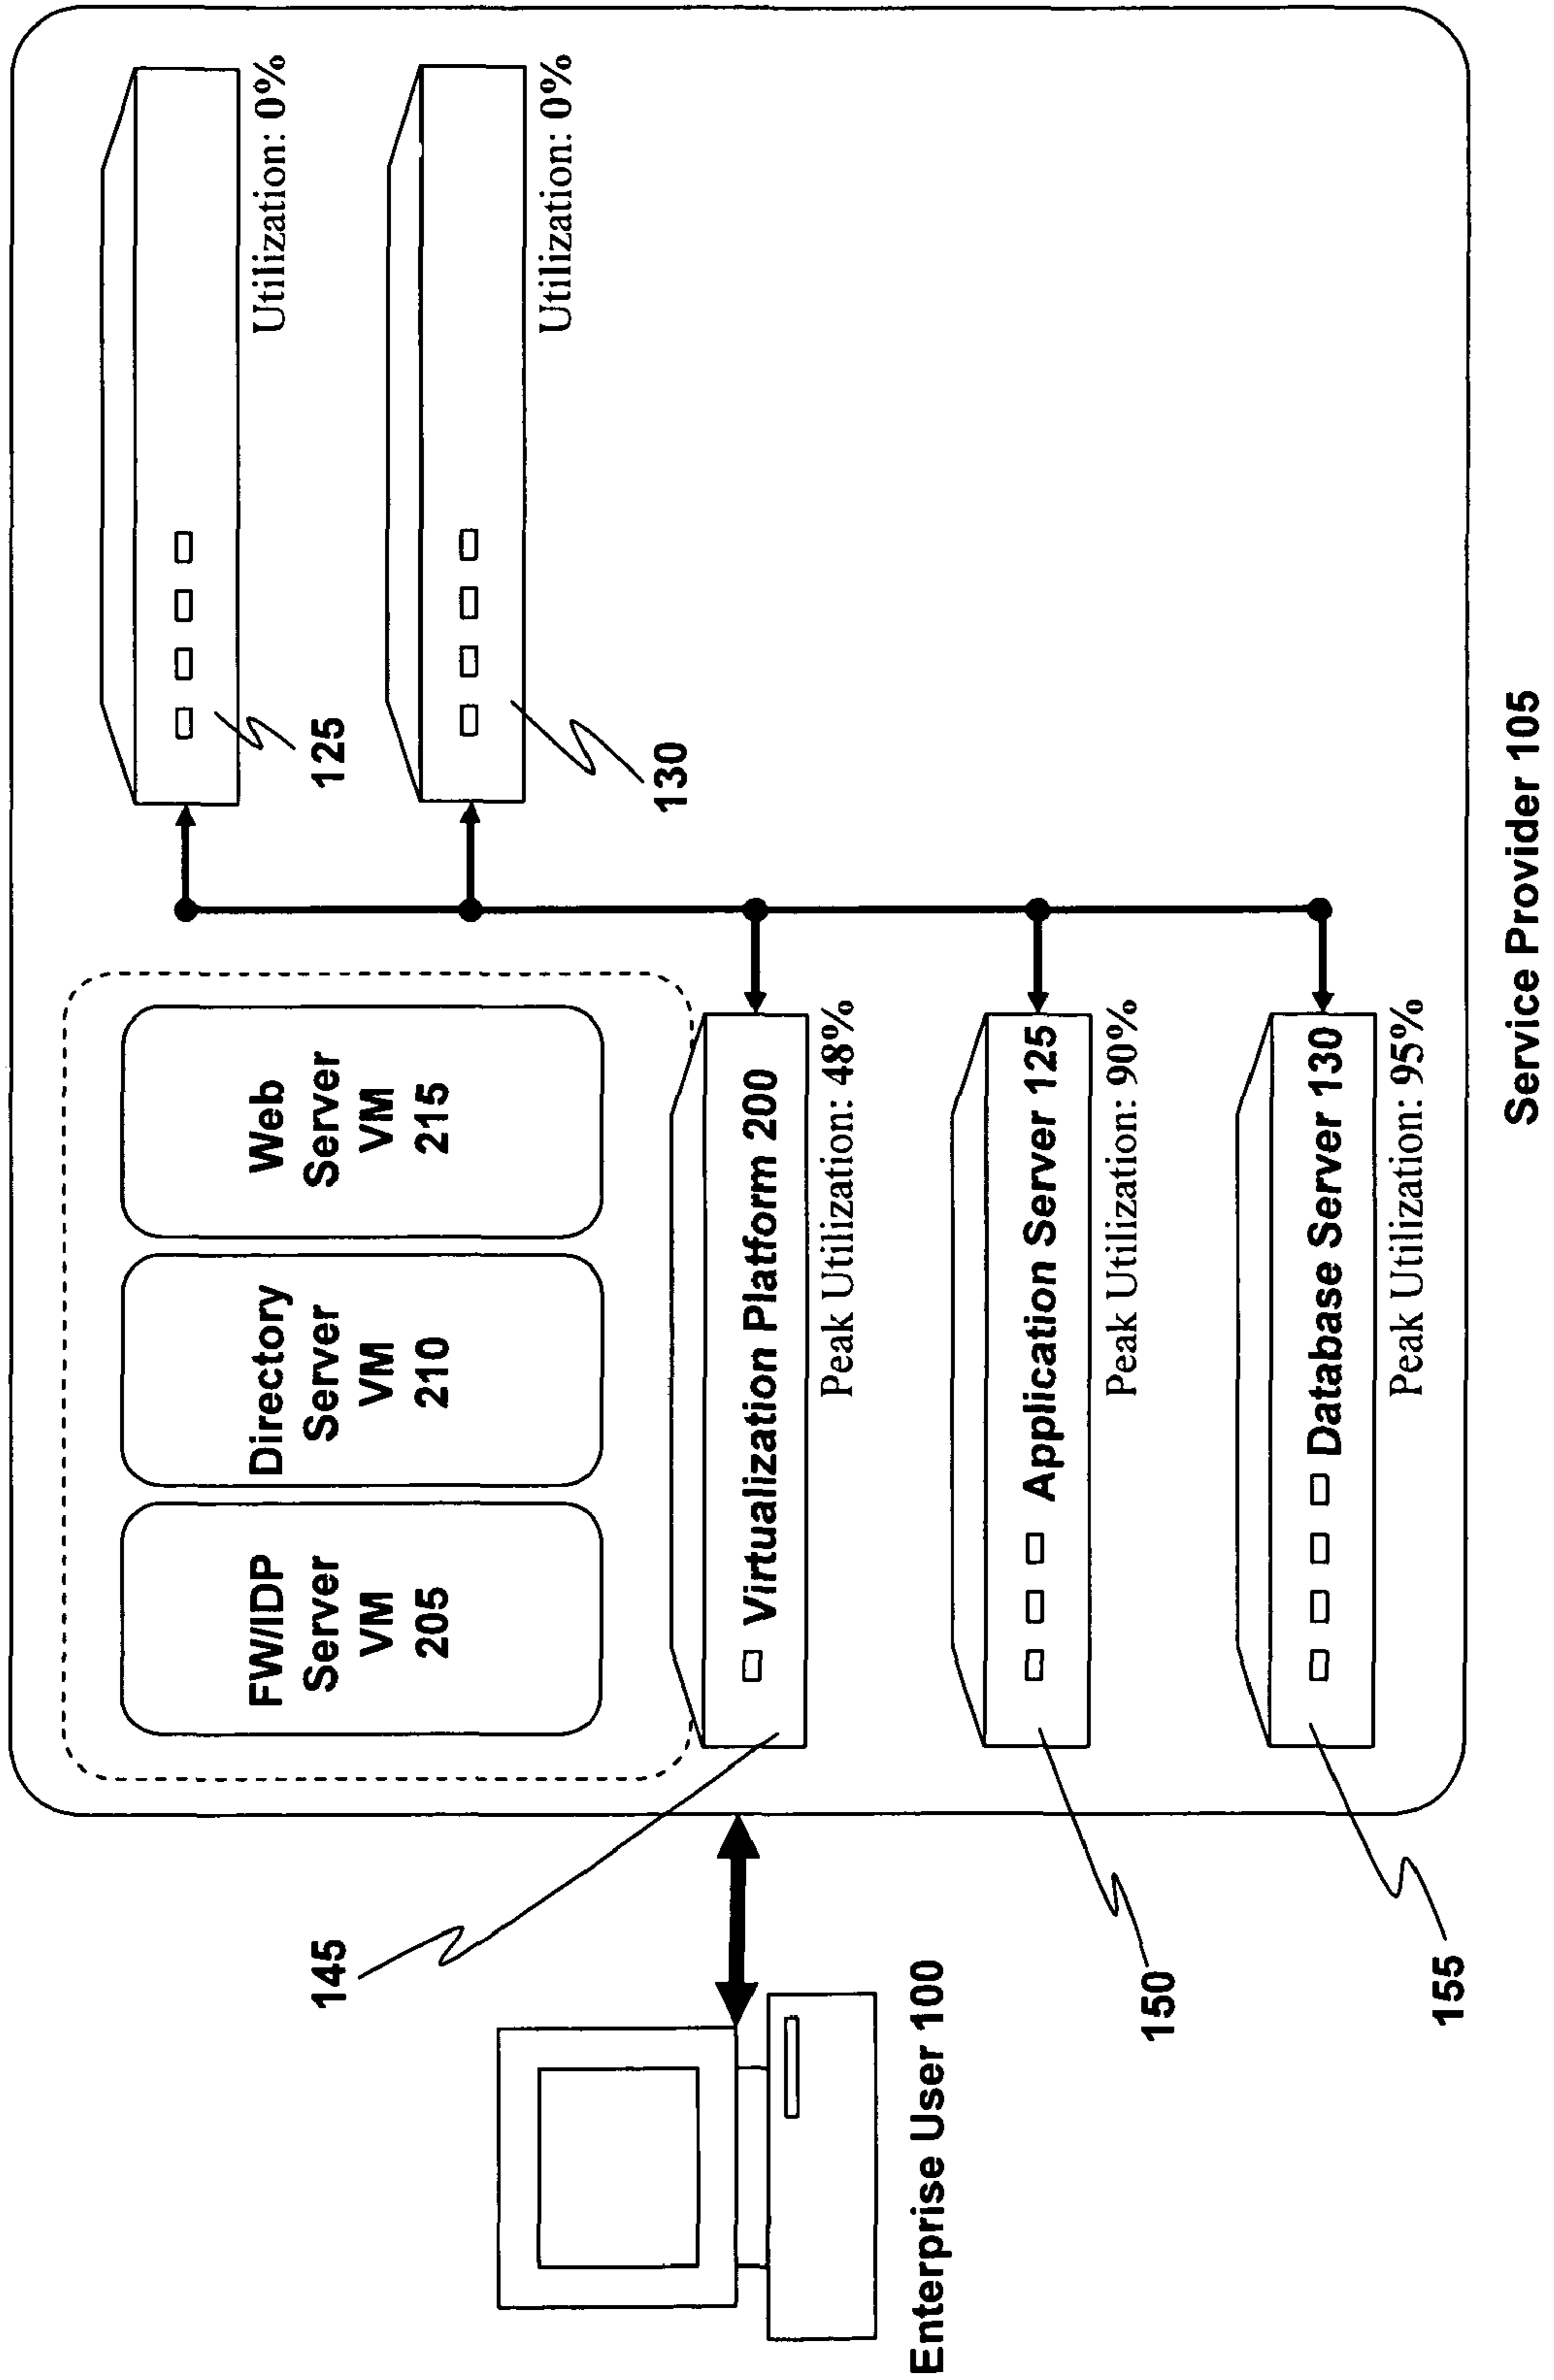 FW/IDP
Server
VM
205
Directory
Server
VM
210
Web
Server
VM
215
Utilization: 0%
125
Utilization: 0%
130
145
Virtualization Platform 200
Peak Utilization: 48%
Enterprise User 100
Application Server 125
Peak Utilization: 90%
150
Database Server 130
Peak Utilization: 95%
155
Service Provider 105